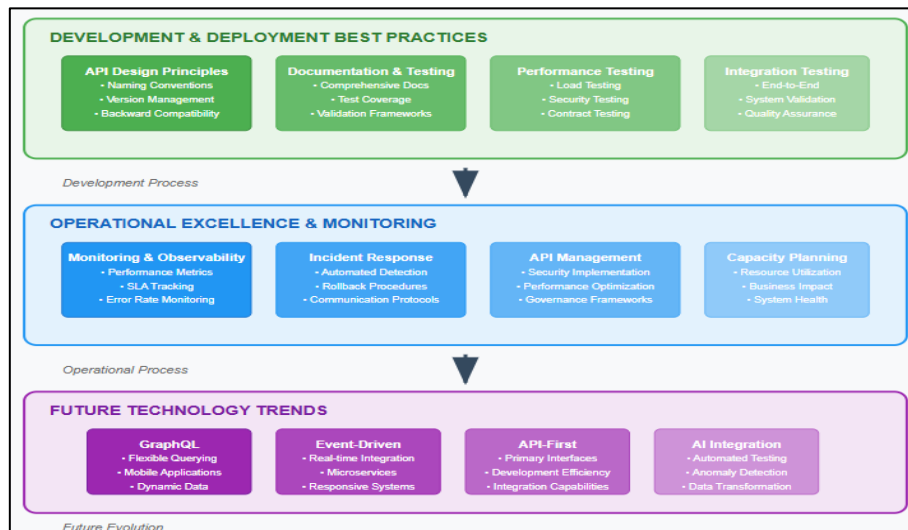 DEVELOPMENT & DEPLOYMENT BEST PRACTICES
API Design Principles
- Naming Conventions
- Version Management
- Backward Compatibility
Documentation & Testing
- Comprehensive Docs
- Test Coverage
- Validation Frameworks
Performance Testing
- Load Testing
- Security Testing
- Contract Testing
Integration Testing
- End-to-End
- System Validation
- Quality Assurance
Development Process
OPERATIONAL EXCELLENCE & MONITORING
Monitoring & Observability
- Performance Metrics
- SLA Tracking
- Error Rate Monitoring
Incident Response
- Automated Detection
- Rollback Procedures
- Communication Protocols
API Management
- Security Implementation
- Performance Optimization
- Governance Frameworks
Capacity Planning
- Resource Utilization
- Business Impact
- System Health
Operational Process
FUTURE TECHNOLOGY TRENDS
GraphQL
- Flexible Querying
- Mobile Applications
- Dynamic Data
Event-Driven
- Real-time Integration
- Microservices
- Responsive Systems
API-First
- Primary Interfaces
- Development Efficiency
- Integration Capabilities
AI Integration
- Automated Testing
- Anomaly Detection
- Data Transformation
Future Evolution